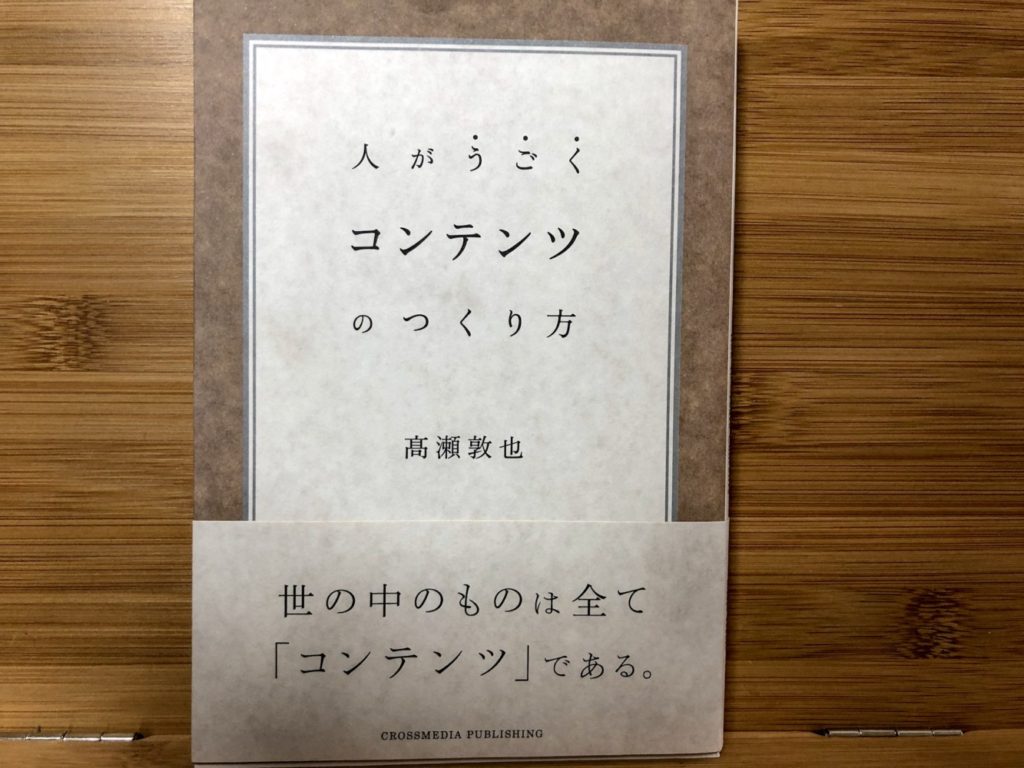 人がうごく
コンテンツ
のつくり方
髙瀬敦也
世の中のものは全て
「コンテンツ」である。
CROSSMEDIA PUBLISHING